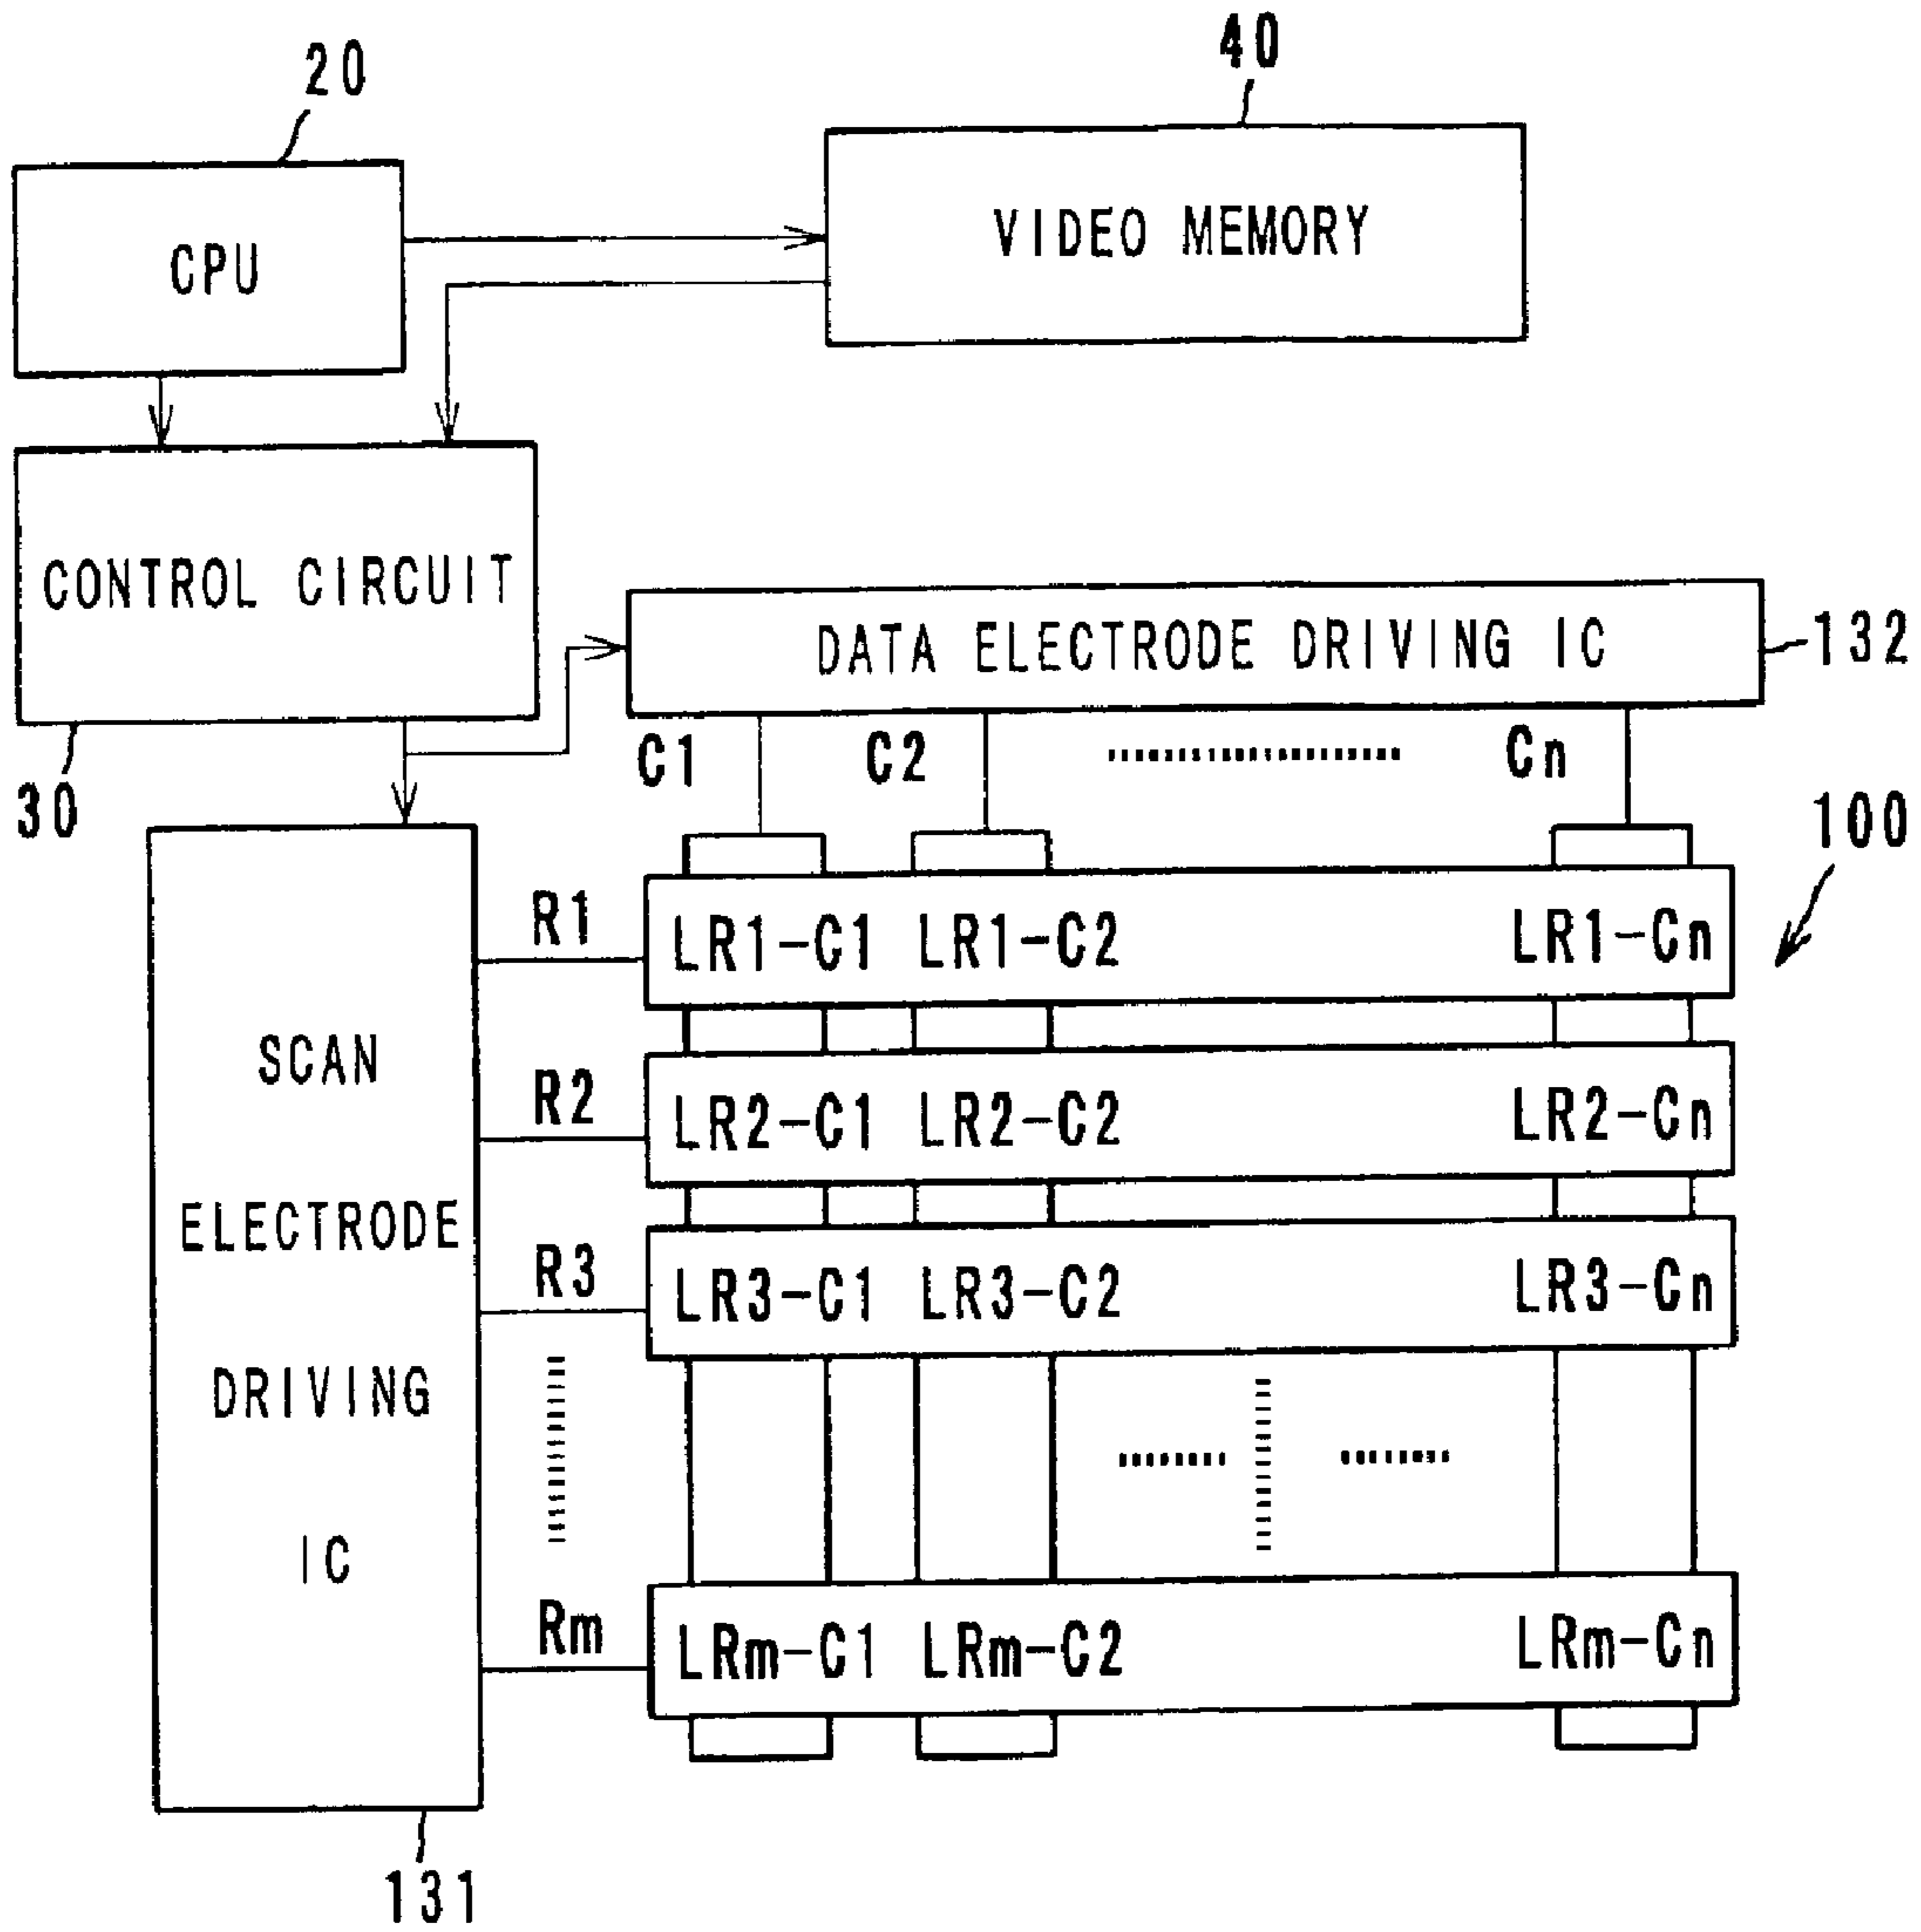 20
40
CPU
VIDEO MEMORY
CONTROL CIRCUIT
30
DATA ELECTRODE DRIVING IC
132
C1 C2 Cn
100
SCAN
ELECTRODE
DRIVING
IC
131
R1
LR1-C1 LR1-C2 LR1-Cn
R2
LR2-C1 LR2-C2 LR2-Cn
R3
LR3-C1 LR3-C2 LR3-Cn
Rm
LRm-C1 LRm-C2 LRm-Cn